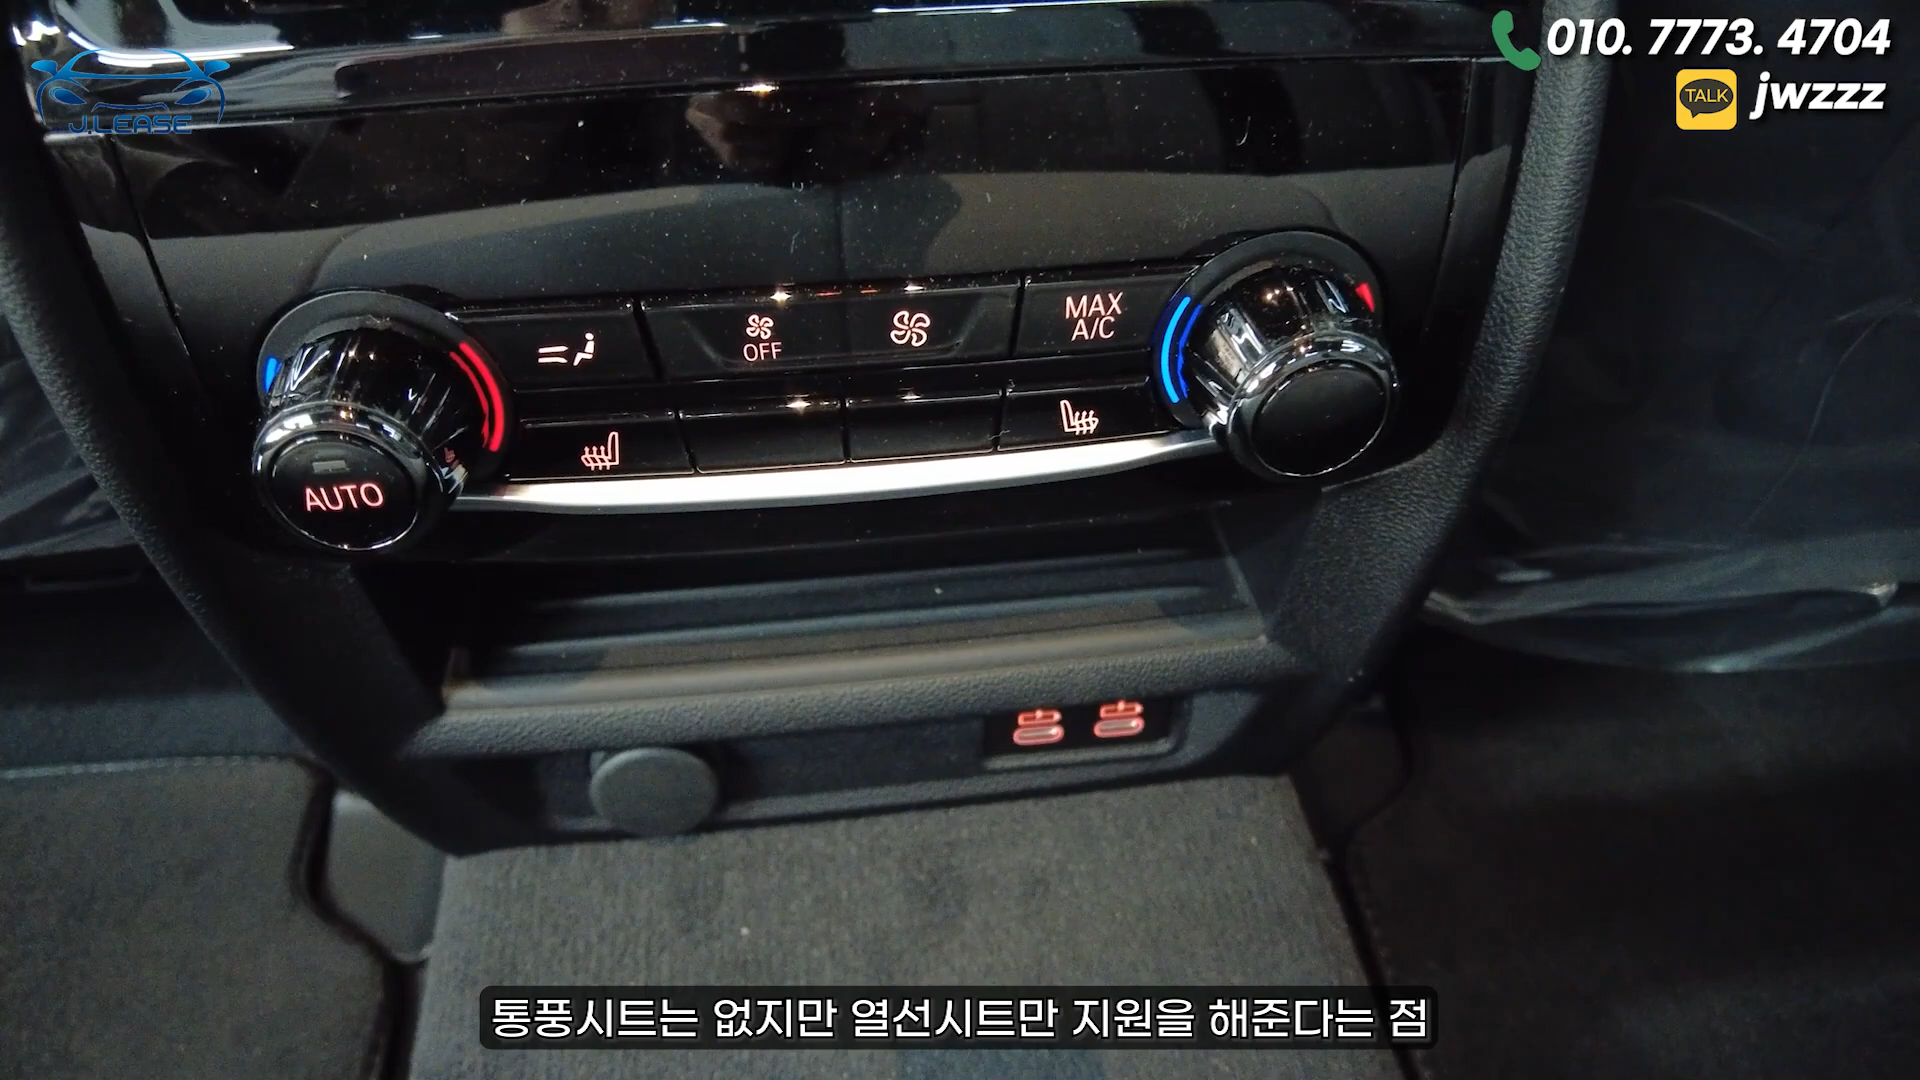 010. 7773. 4704
TALK jwzzz
J.LEASE
OFF
MAX
A/C
AUTO
통풍시트는 없지만 열선시트만 지원을 해준다는 점